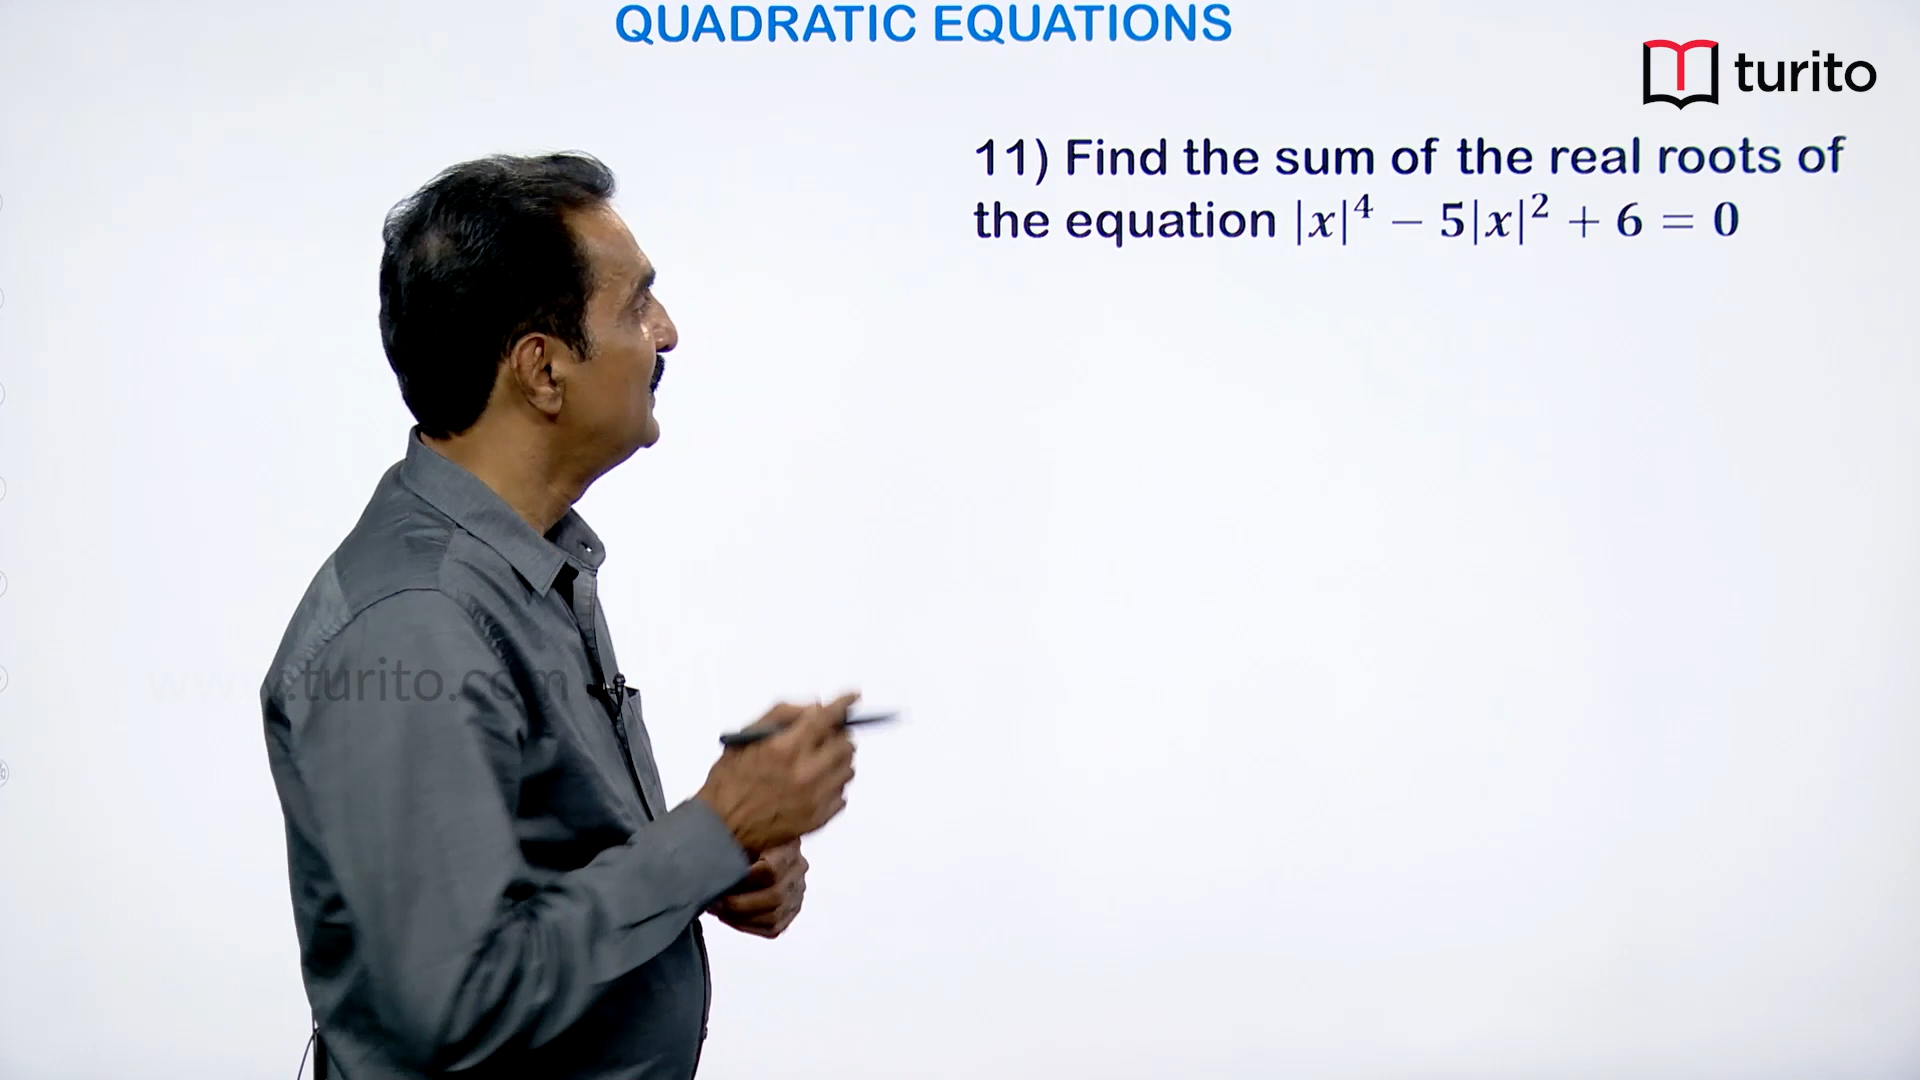 QUADRATIC EQUATIONS
turito
11) Find the sum of the real roots of
the equation |x|⁴ − 5|x|² + 6 = 0
www.turito.com